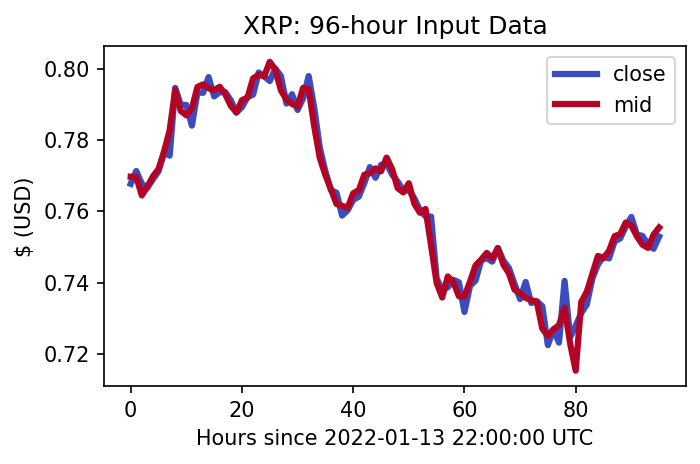 XRP: 96-hour Input Data
close
mid
$ (USD)
0.80
0.78
0.76
0.74
0.72
0 20 40 60 80
Hours since 2022-01-13 22:00:00 UTC